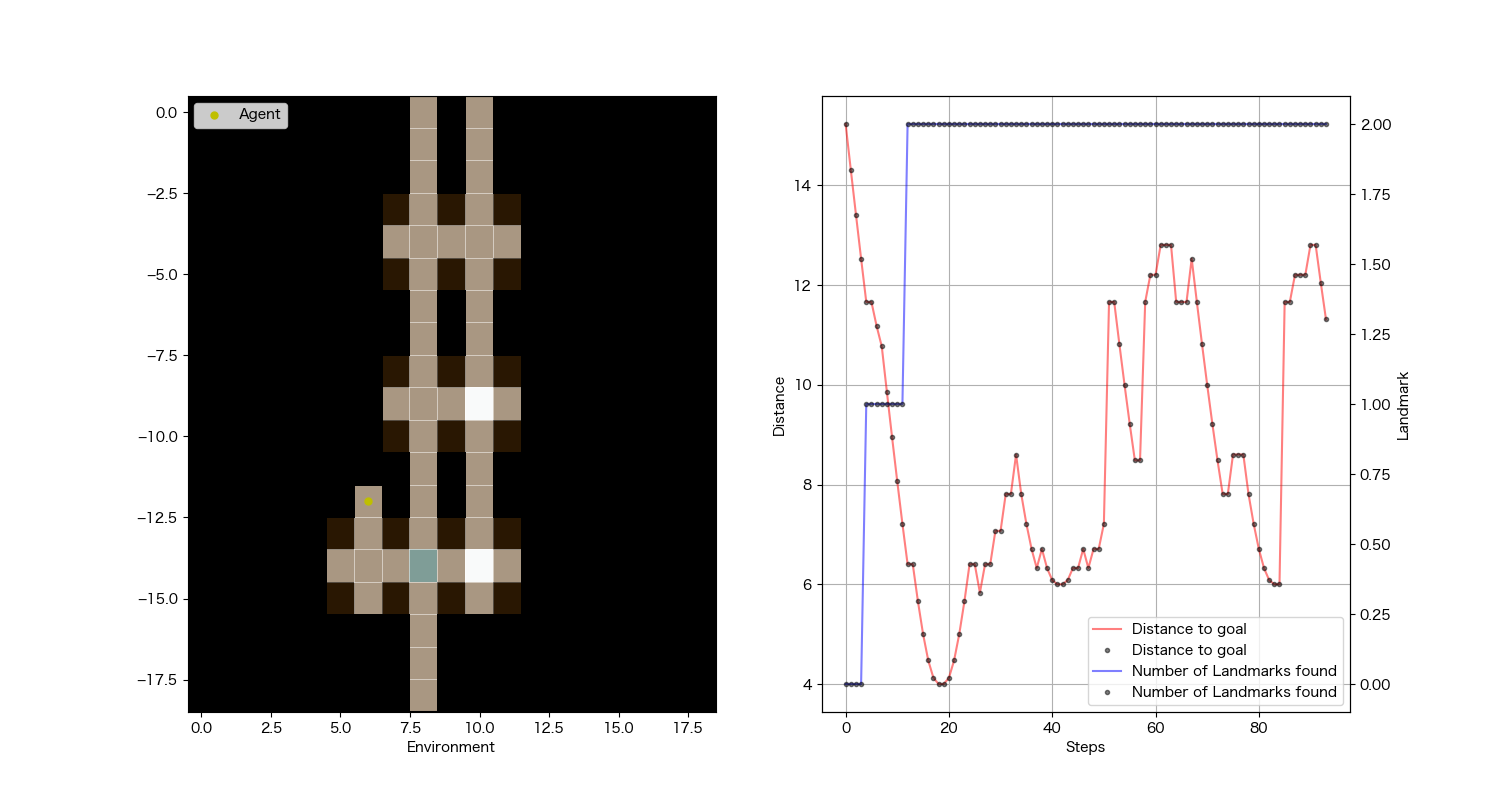 Agent
0.0
−2.5
−5.0
−7.5
−10.0
−12.5
−15.0
−17.5
0.0 2.5 5.0 7.5 10.0 12.5 15.0 17.5
Environment
Distance
14
12
10
8
6
4
0 20 40 60 80
Steps
2.00
1.75
1.50
1.25
1.00
0.75
0.50
0.25
0.00
Landmark
Distance to goal
Distance to goal
Number of Landmarks found
Number of Landmarks found